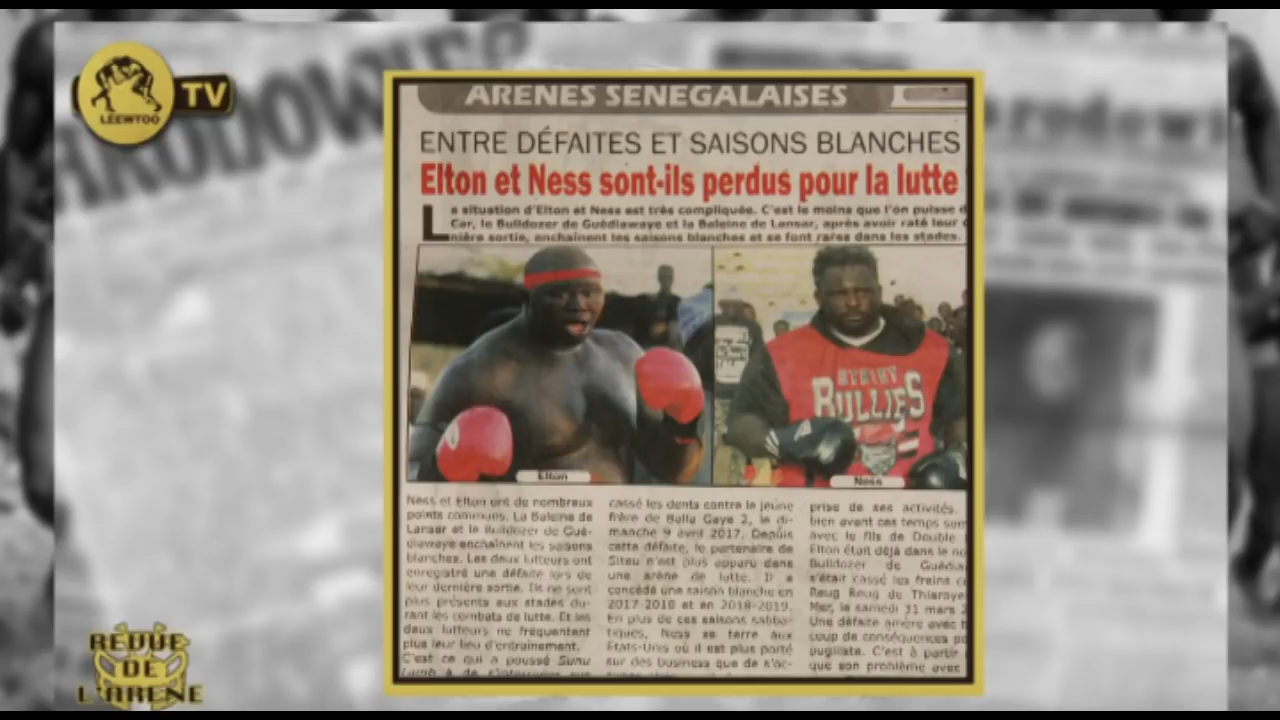 LEEWTOO
TV
ARENES SENEGALAISES
ENTRE DÉFAITES ET SAISONS BLANCHES
Elton et Ness sont-ils perdus pour la lutte
La situation d'Elton et Ness est très compliquée. C'est le moins que l'on puisse
Car, le Bulldozer de Guédiawaye et la Baleine de Lansar, après avoir raté leur
nière sortie, enchaînent les saisons blanches et se font rares dans les stades.
BULLIES
Elton
Ness
Ness et Elton ont de nombreux
points communs. La Baleine de
Lansar et le Bulldozer de Gué-
diawaye enchaînent les saisons
blanches. Les deux lutteurs ont
enregistré une défaite lors de
leur dernière sortie. Ils ne sont
plus présents aux stades du-
rant les combats de lutte. Et les
deux lutteurs ne fréquentent
plus leur lieu d'entrainement.
C'est ce qui a poussé Sunu
Lamb à
cassé les dents contre le jeune
frère de Balla Gaye 2, le di-
manche 9 avril 2017. Depuis
cette défaite, le partenaire de
Siteu n'est plus apparu dans
une arène de lutte. Il a
concédé une saison blanche en
2017-2018 et en 2018-2019.
En plus de ces saisons sabba-
tiques, Ness se terre aux
Etats-Unis où il est plus porté
sur des business que de s'ac-
prise de ses activités.
bien avant ces temps som
avec le fils de Double
Elton était déjà dans le no
Bulldozer de Guédia
s'était cassé les freins
Reug Reug de Thiaroye
Mer, le samedi 31 mars 2
Une défaite amère avec
coup de conséquences
pugiliste. C'est à partir
que son problème avec
REVUE
DE
L'ARENE